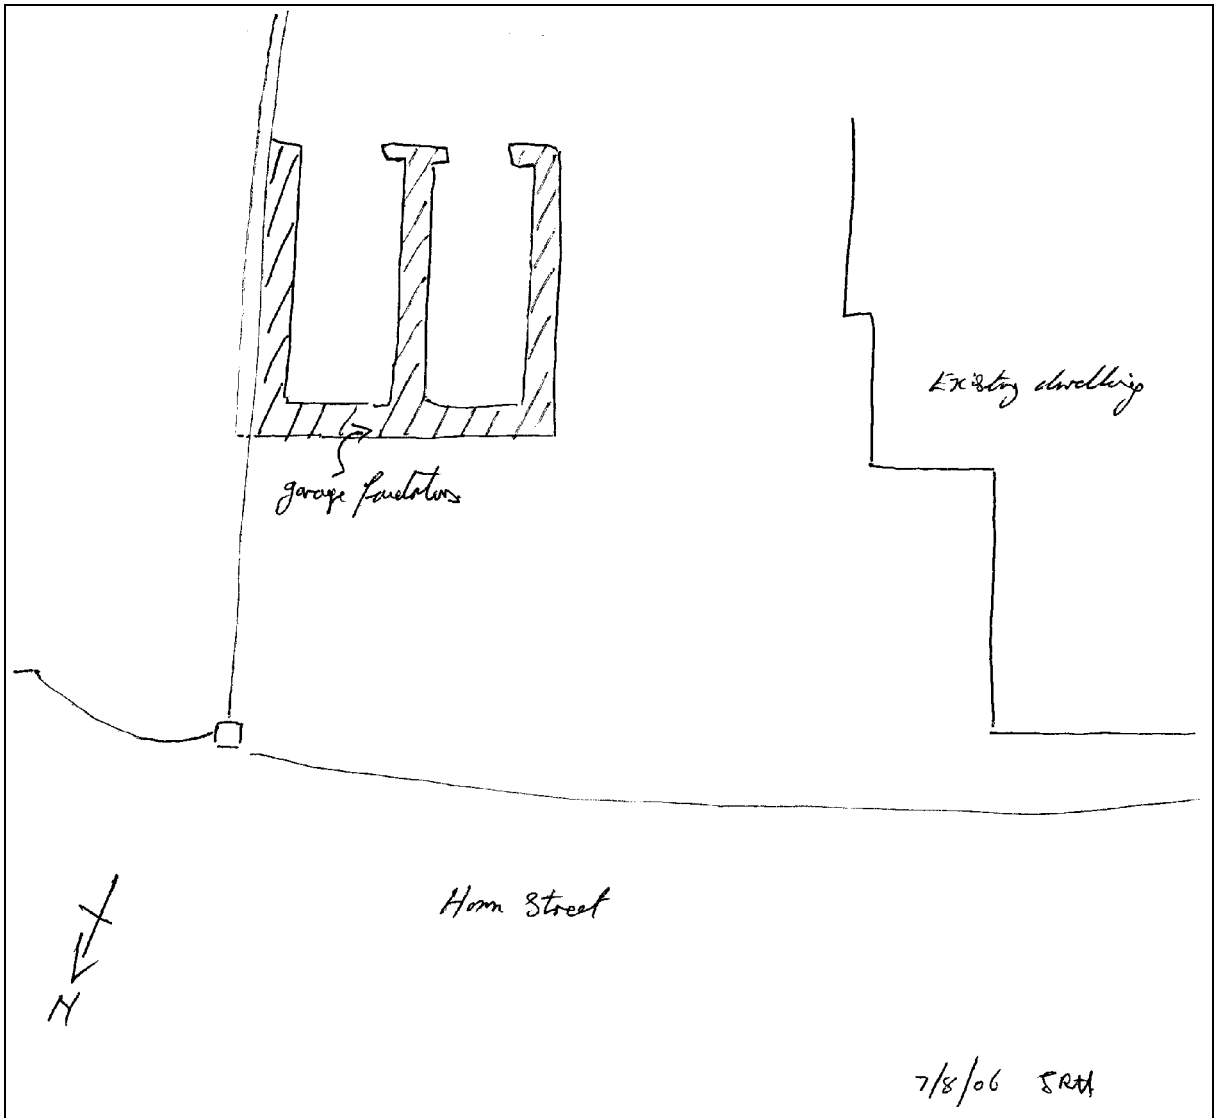 Existing dwelling
garage foundations
Horn Street
N
7/8/06 SRH